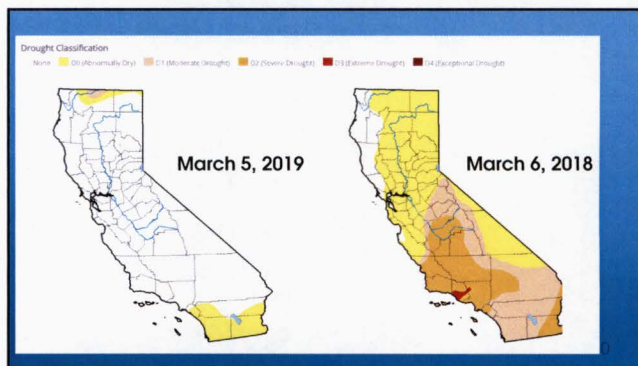 Drought Classification
None D0 (Abnormally Dry) D1 (Moderate Drought) D2 (Severe Drought) D3 (Extreme Drought) D4 (Exceptional Drought)
March 5, 2019
March 6, 2018
0